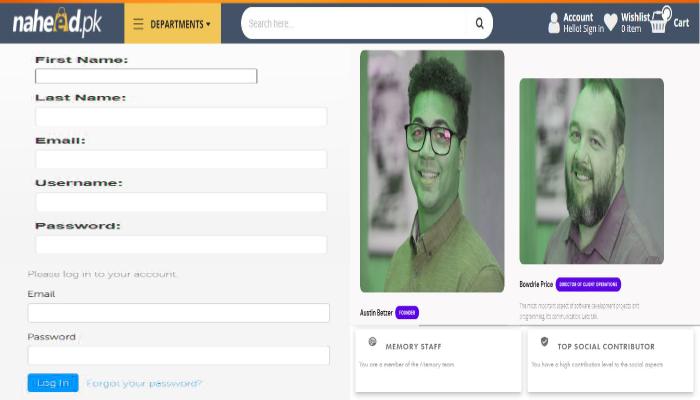 naheed.pk
DEPARTMENTS
Search here...
Account
Hello! Sign in
Wishlist
0 item
Cart
First Name:
Last Name:
Email:
Username:
Password:
Please log in to your account.
Email
Password
Log In
Forgot your password?
Austin Betzer FOUNDER
Bowdrie Price DIRECTOR OF CLIENT OPERATIONS
The most important aspect of software development projects isn't
programming, it's communication. Let's talk.
MEMORY STAFF
You are a member of the Memory team
TOP SOCIAL CONTRIBUTOR
You have a high contribution level to the social aspects